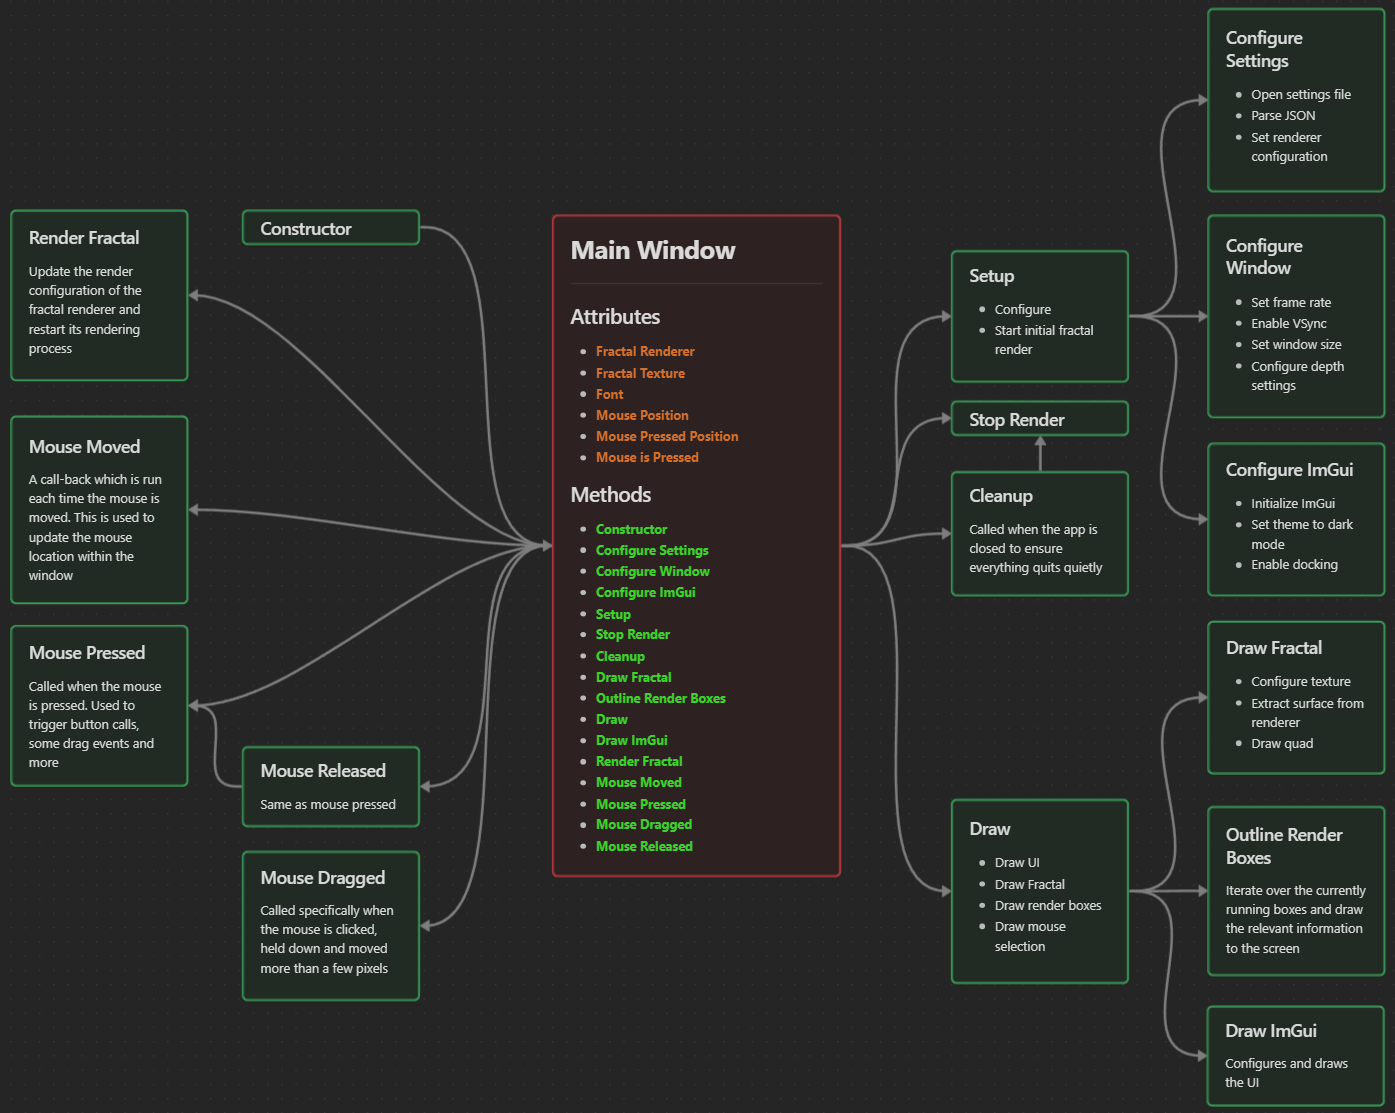 Render Fractal
Update the render
configuration of the
fractal renderer and
restart its rendering
process
Mouse Moved
A call-back which is run
each time the mouse is
moved. This is used to
update the mouse
location within the
window
Mouse Pressed
Called when the mouse
is pressed. Used to
trigger button calls,
some drag events and
more
Constructor
Mouse Released
Same as mouse pressed
Mouse Dragged
Called specifically when
the mouse is clicked,
held down and moved
more than a few pixels
Main Window
Attributes
Fractal Renderer
Fractal Texture
Font
Mouse Position
Mouse Pressed Position
Mouse is Pressed
Methods
Constructor
Configure Settings
Configure Window
Configure ImGui
Setup
Stop Render
Cleanup
Draw Fractal
Outline Render Boxes
Draw
Draw ImGui
Render Fractal
Mouse Moved
Mouse Pressed
Mouse Dragged
Mouse Released
Setup
Configure
Start initial fractal
render
Stop Render
Cleanup
Called when the app is
closed to ensure
everything quits quietly
Draw
Draw UI
Draw Fractal
Draw render boxes
Draw mouse
selection
Configure
Settings
Open settings file
Parse JSON
Set renderer
configuration
Configure
Window
Set frame rate
Enable VSync
Set window size
Configure depth
settings
Configure ImGui
Initialize ImGui
Set theme to dark
mode
Enable docking
Draw Fractal
Configure texture
Extract surface from
renderer
Draw quad
Outline Render
Boxes
Iterate over the currently
running boxes and draw
the relevant information
to the screen
Draw ImGui
Configures and draws
the UI